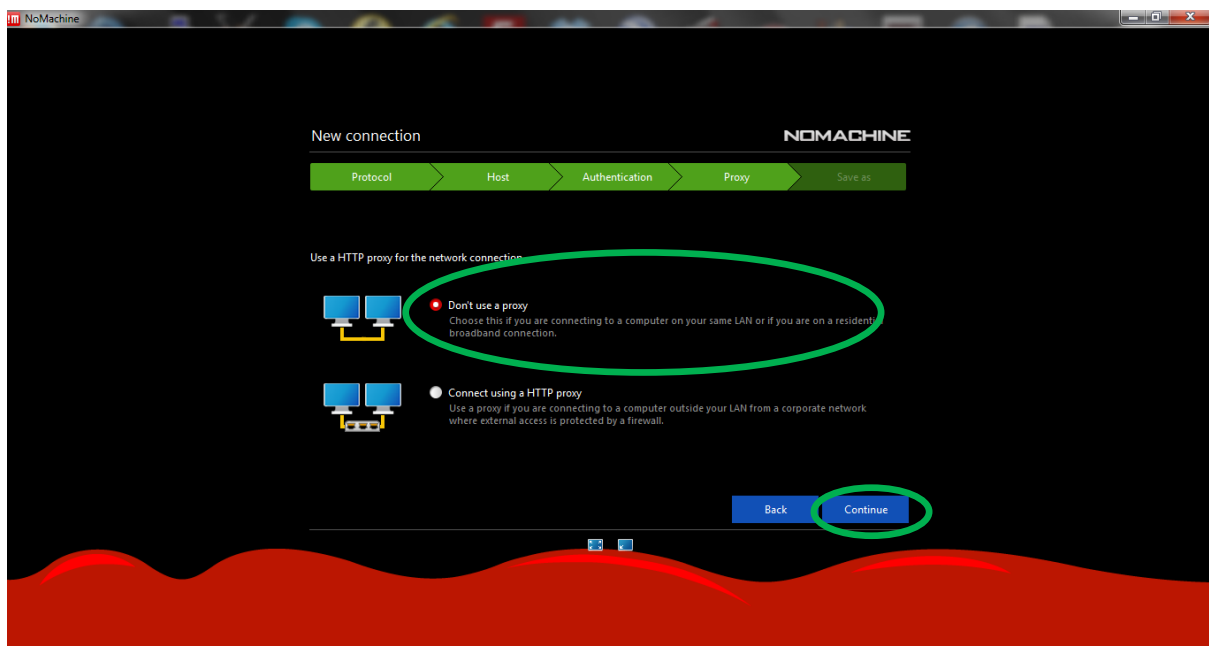 NoMachine
New connection
NOMACHINE
Protocol
Host
Authentication
Proxy
Save as
Use a HTTP proxy for the network connection
Don't use a proxy
Choose this if you are connecting to a computer on your same LAN or if you are on a
broadband connection.
Connect using a HTTP proxy
Use a proxy if you are connecting to a computer outside your LAN from a corporate network
where external access is protected by a firewall.
Back
Continue